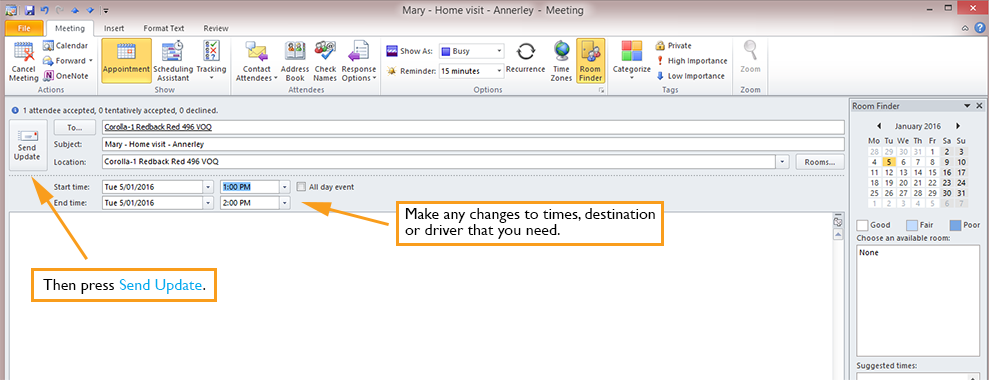 Mary - Home visit - Annerley - Meeting
File Meeting Insert Format Text Review
Cancel Meeting
Calendar
Forward
OneNote
Actions
Appointment
Scheduling Assistant
Tracking
Show
Contact Attendees
Address Book
Check Names
Response Options
Attendees
Show As: Busy
Reminder: 15 minutes
Recurrence
Time Zones
Room Finder
Options
Categorize
Private
High Importance
Low Importance
Tags
Zoom
Zoom
1 attendee accepted, 0 tentatively accepted, 0 declined.
Send Update
To... Corolla-1 Redback Red 496 VOQ
Subject: Mary - Home visit - Annerley
Location: Corolla-1 Redback Red 496 VOQ Rooms...
Start time: Tue 5/01/2016 1:00 PM All day event
End time: Tue 5/01/2016 2:00 PM
Make any changes to times, destination
or driver that you need.
Then press Send Update.
Room Finder
January 2016
Mo Tu We Th Fr Sa Su
28 29 30 31 1 2 3
4 5 6 7 8 9 10
11 12 13 14 15 16 17
18 19 20 21 22 23 24
25 26 27 28 29 30 31
1 2 3 4 5 6 7
Good Fair Poor
Choose an available room:
None
Suggested times: